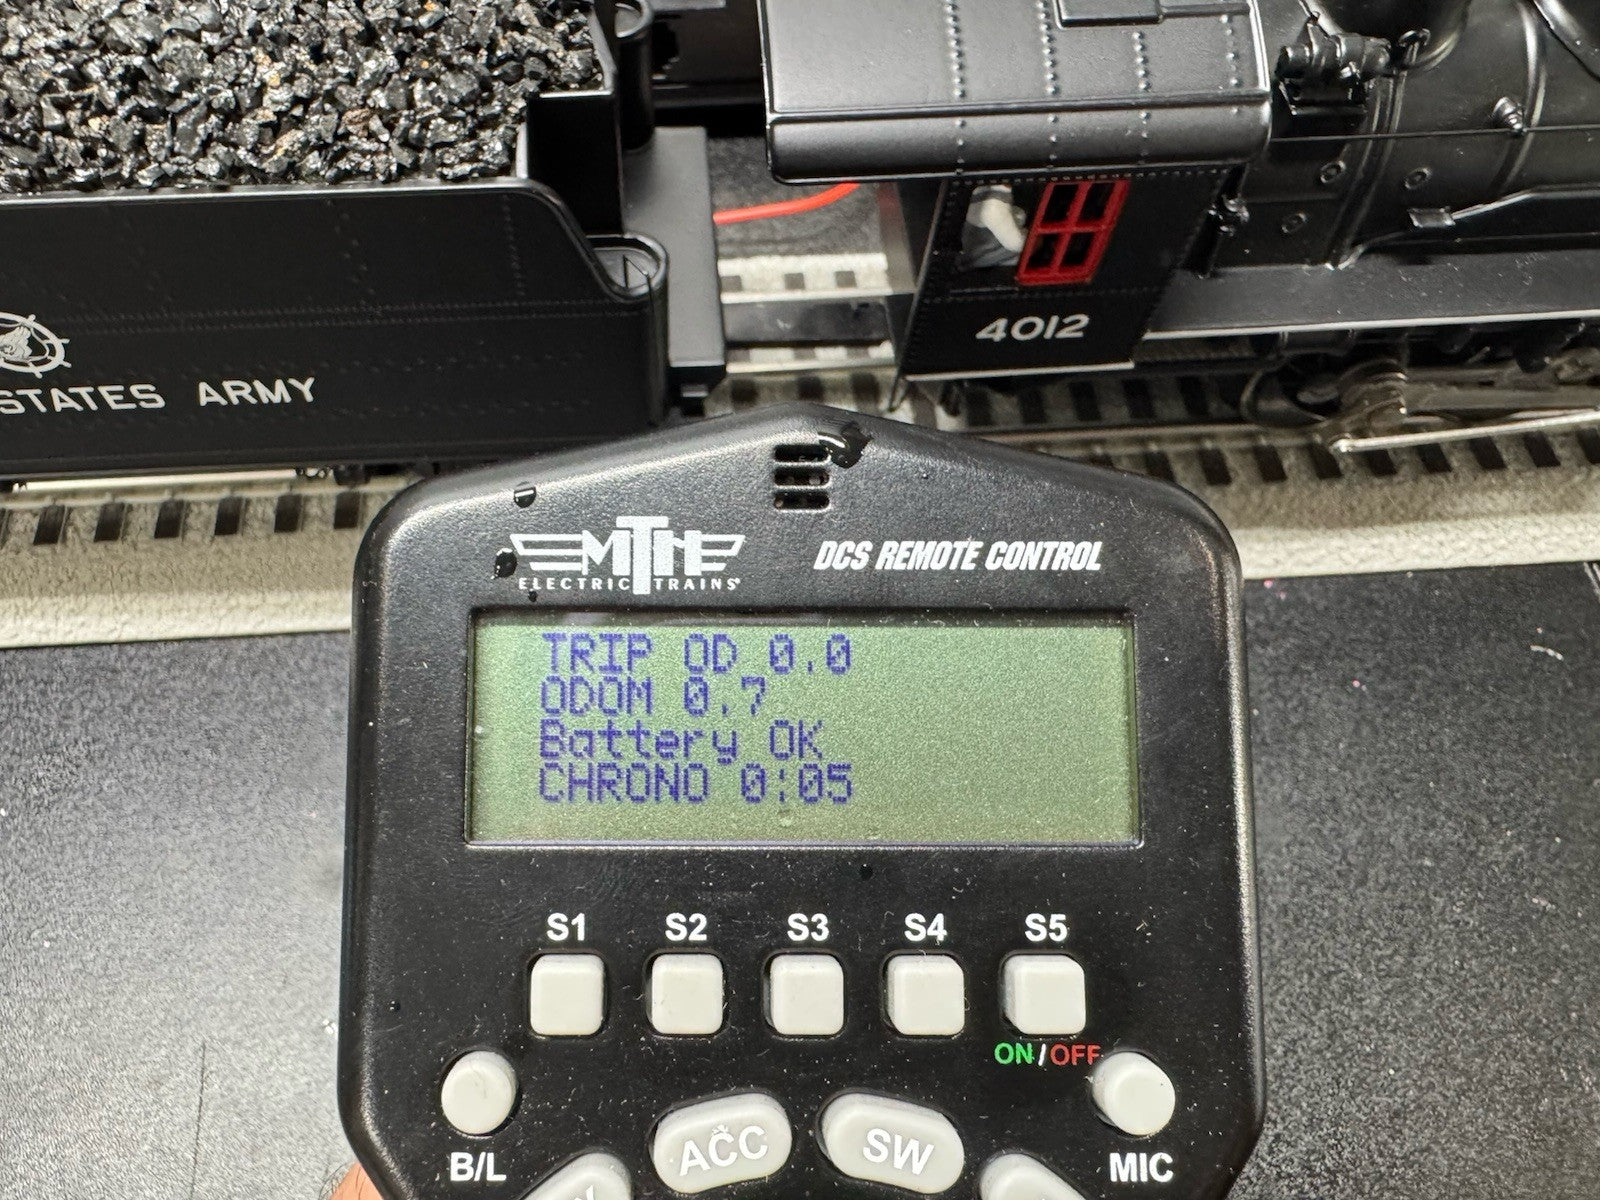 4012
STATES ARMY
MTH
ELECTRIC TRAINS
DCS REMOTE CONTROL
TRIP OD 0.0
ODOM 0.7
Battery OK
CHRONO 0:05
S1 S2 S3 S4 S5
ON/OFF
ACC SW
B/L MIC